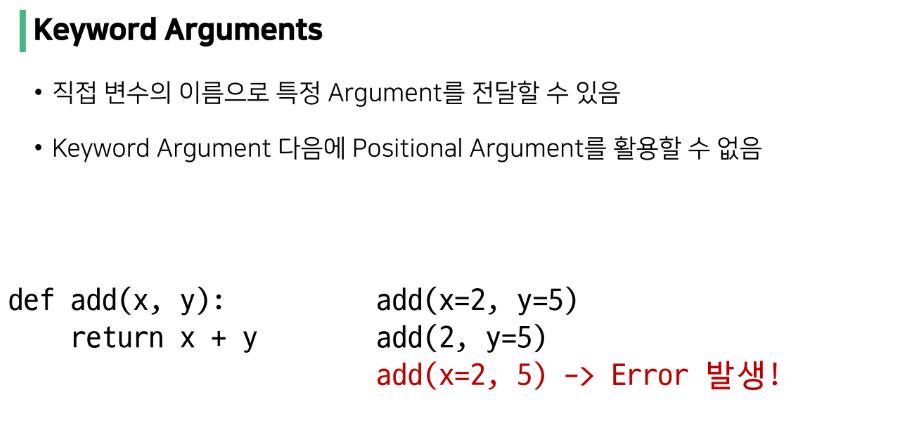 Keyword Arguments
• 직접 변수의 이름으로 특정 Argument를 전달할 수 있음
• Keyword Argument 다음에 Positional Argument를 활용할 수 없음
def add(x, y):
    return x + y
add(x=2, y=5)
add(2, y=5)
add(x=2, 5) -> Error 발생!